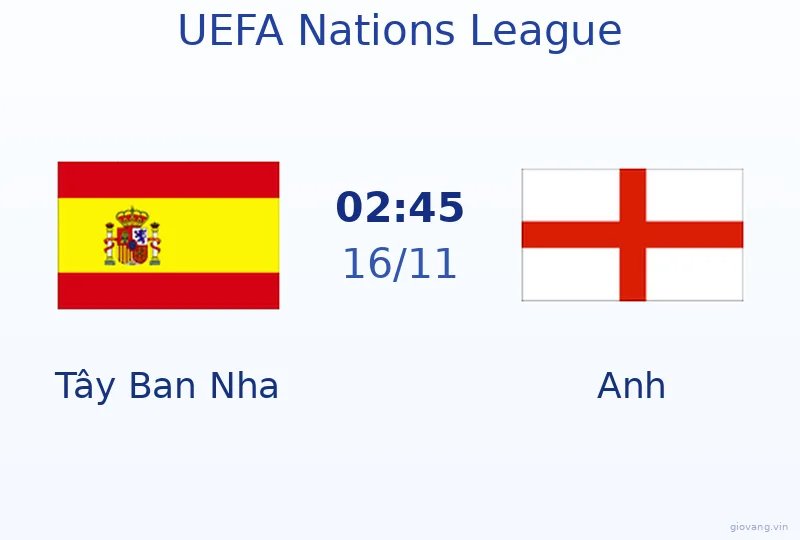 UEFA Nations League
02:45
16/11
Tây Ban Nha
Anh
giovang.vin